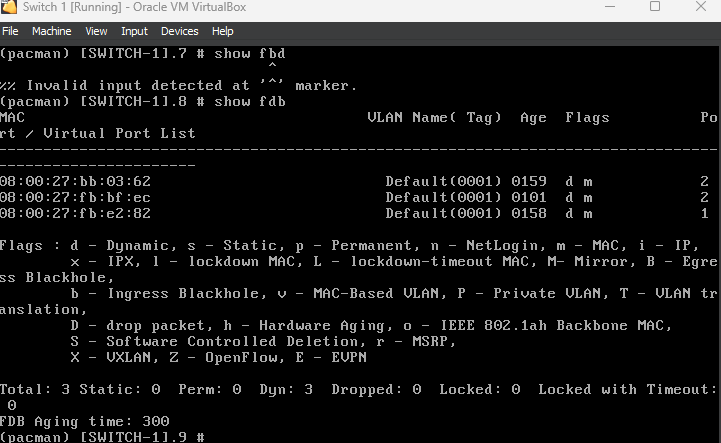 Switch 1 [Running] - Oracle VM VirtualBox
File Machine View Input Devices Help
(pacman) [SWITCH-1].7 # show fbd
^
%% Invalid input detected at '^' marker.
(pacman) [SWITCH-1].8 # show fdb
MAC VLAN Name( Tag) Age Flags Po
rt / Virtual Port List
--------------------------------------------------------------------------------
----------------------
08:00:27:bb:03:62 Default(0001) 0159 d m 2
08:00:27:fb:bf:ec Default(0001) 0101 d m 2
08:00:27:fb:e2:82 Default(0001) 0158 d m 1
Flags : d - Dynamic, s - Static, p - Permanent, n - NetLogin, m - MAC, i - IP,
x - IPX, l - lockdown MAC, L - lockdown-timeout MAC, M- Mirror, B - Egre
ss Blackhole,
b - Ingress Blackhole, v - MAC-Based VLAN, P - Private VLAN, T - VLAN tr
anslation,
D - drop packet, h - Hardware Aging, o - IEEE 802.1ah Backbone MAC,
S - Software Controlled Deletion, r - MSRP,
X - VXLAN, Z - OpenFlow, E - EVPN
Total: 3 Static: 0 Perm: 0 Dyn: 3 Dropped: 0 Locked: 0 Locked with Timeout:
0
FDB Aging time: 300
(pacman) [SWITCH-1].9 #